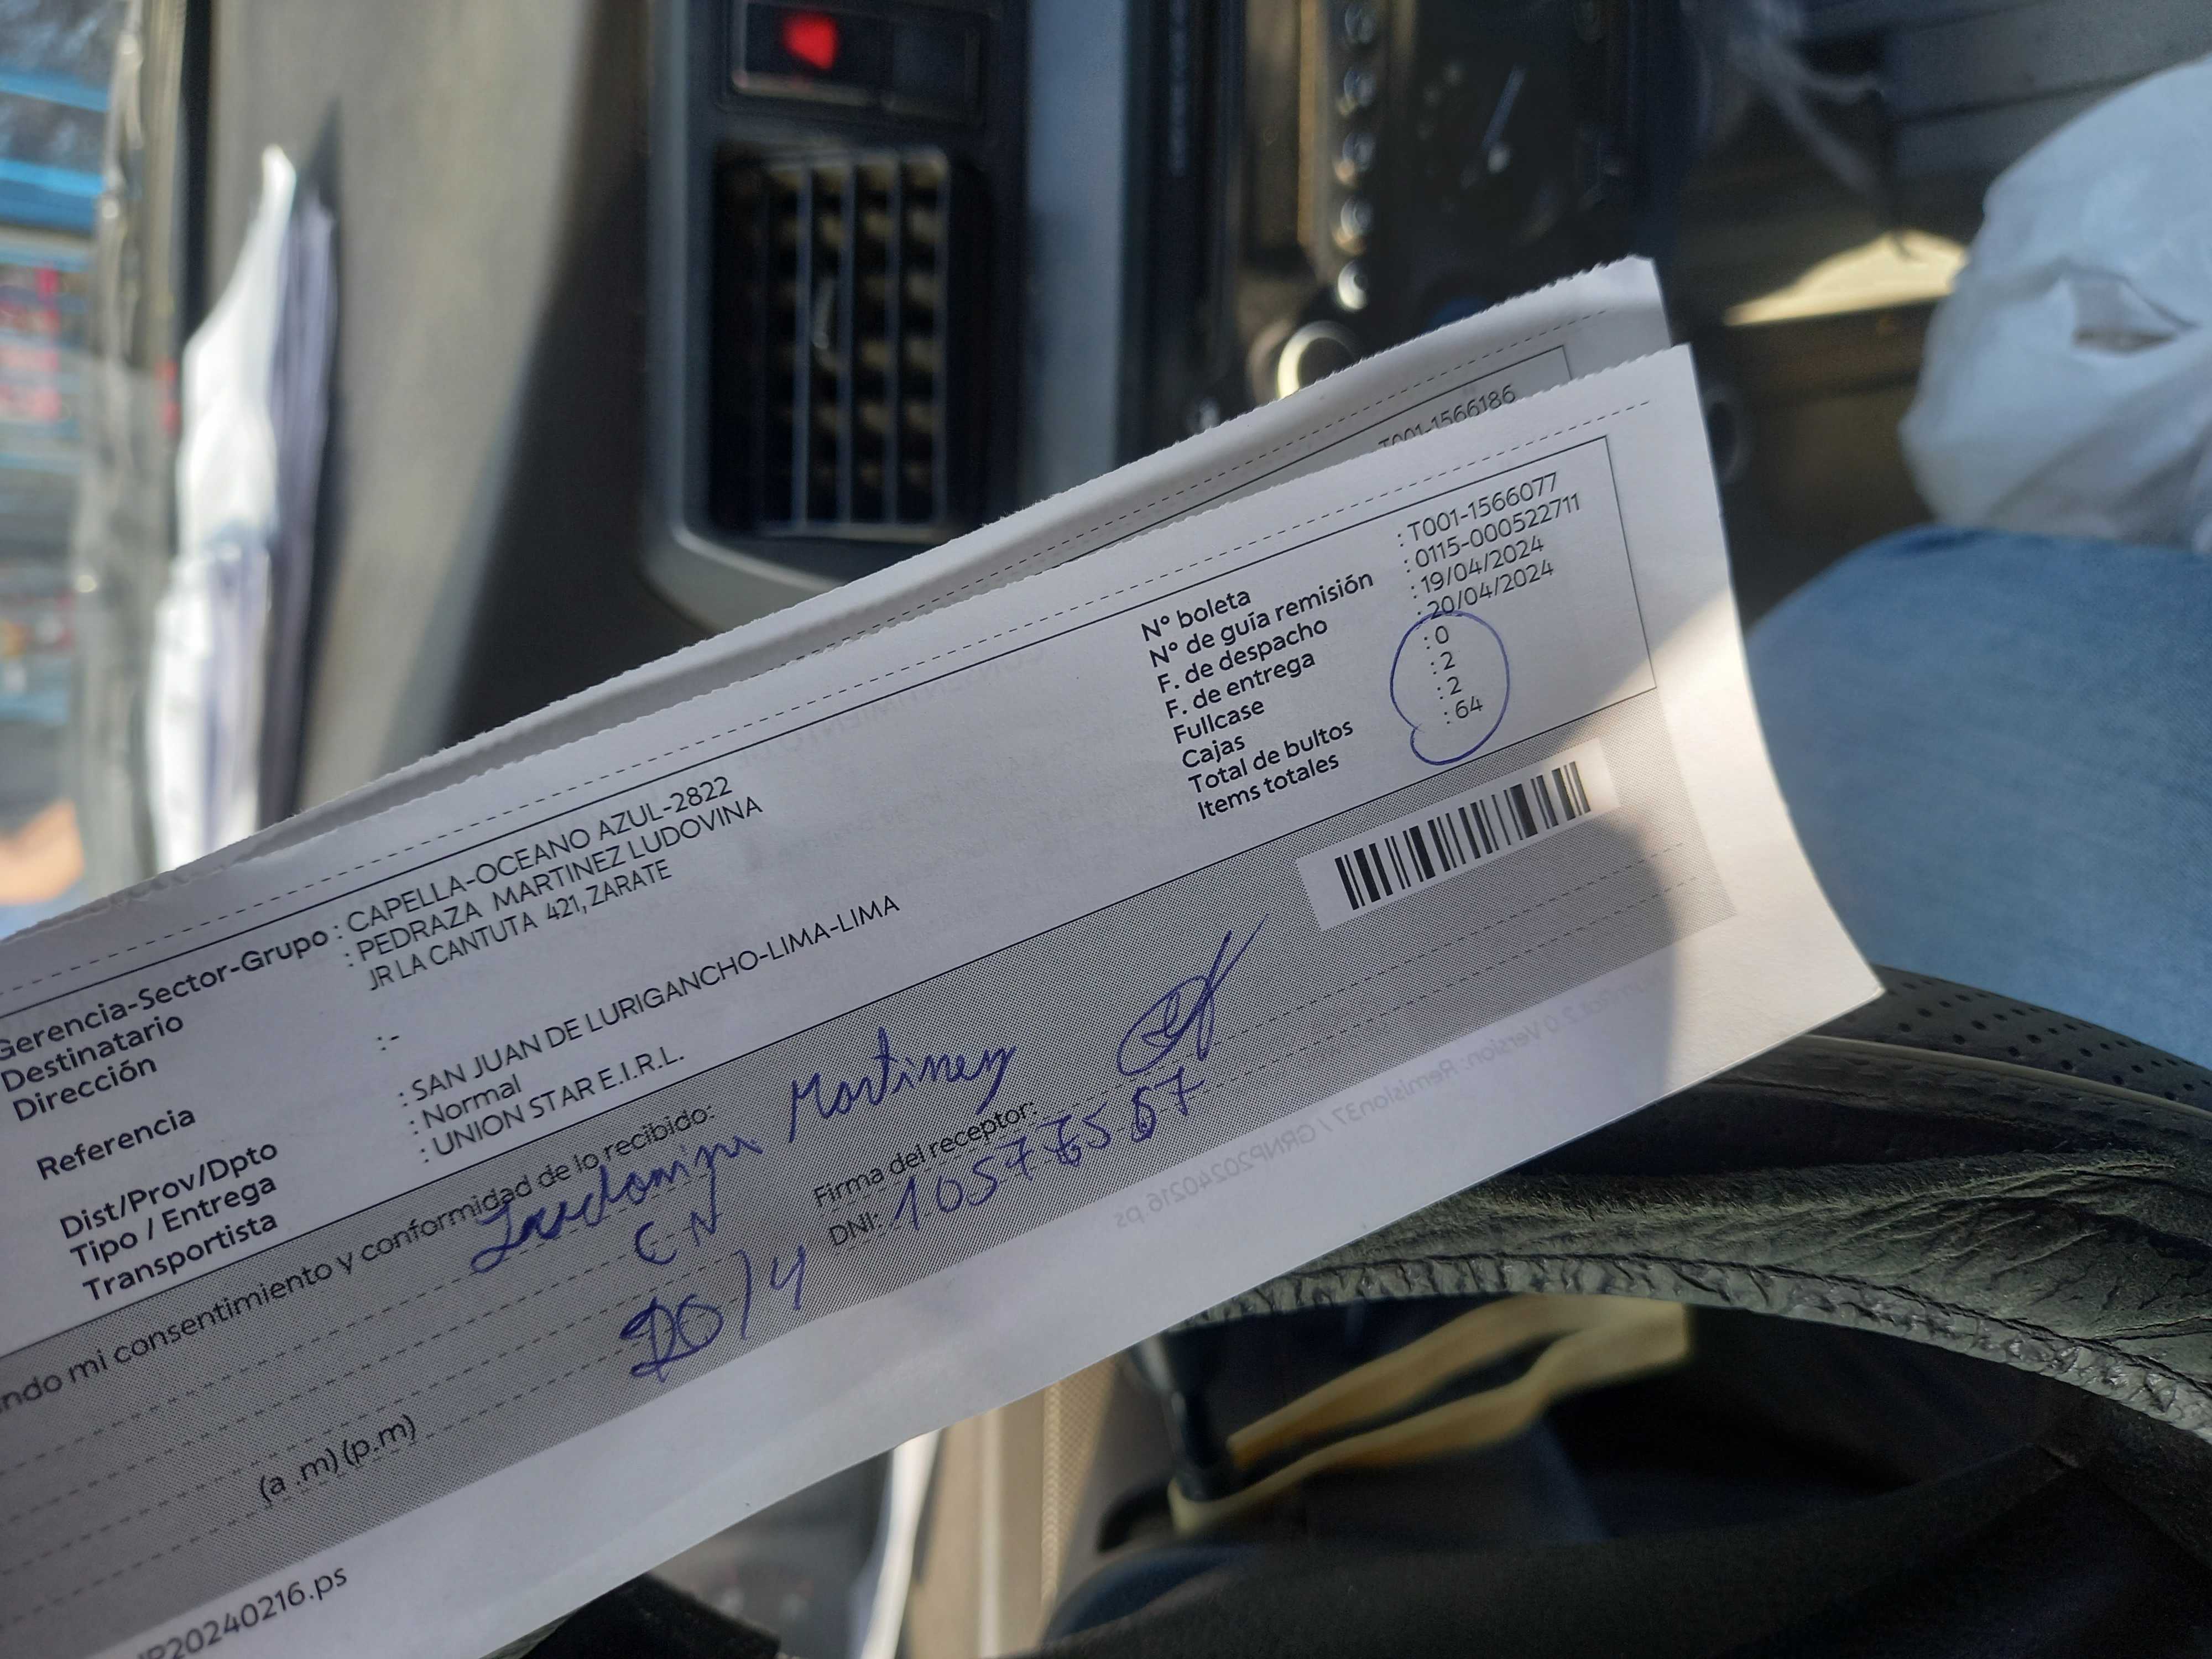 T001-1566186
Nº boleta : T001-1566077
Nº de guía remisión : 0115-000522711
F. de despacho : 19/04/2024
F. de entrega : 20/04/2024
Fullcase : 0
Cajas : 2
Total de bultos : 2
Items totales : 64
Gerencia-Sector-Grupo : CAPELLA-OCEANO AZUL-2822
Destinatario : PEDRAZA MARTINEZ LUDOVINA
Dirección JR LA CANTUTA 421, ZARATE
Referencia : -
Dist/Prov/Dpto : SAN JUAN DE LURIGANCHO-LIMA-LIMA
Tipo / Entrega : Normal
Transportista : UNION STAR E.I.R.L.
ndo mi consentimiento y conformidad de lo recibido:
Martinez
CN
20/4
(a .m) (p.m)
Firma del receptor:
DNI:
P20240216.ps
Version: Remision37 / GRNP20240216.ps